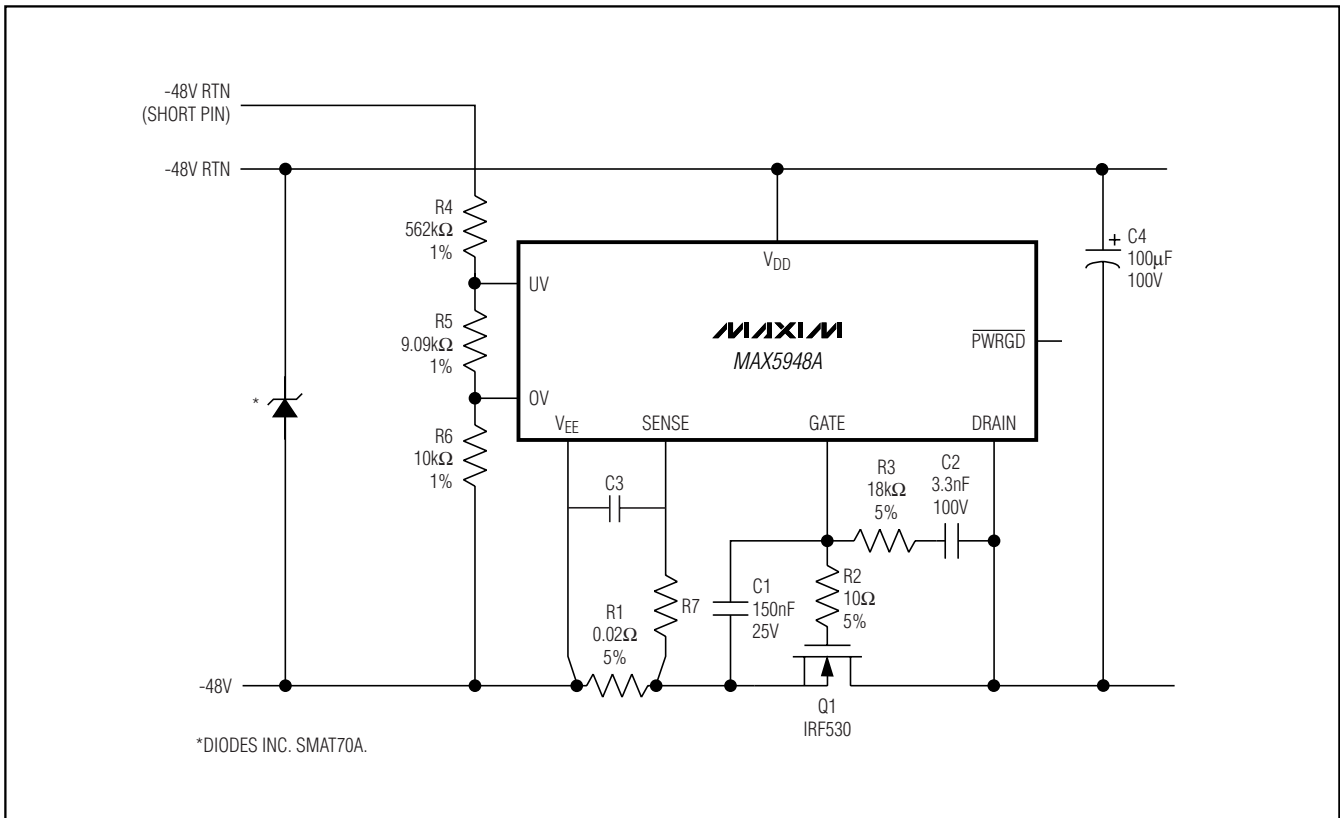 -48V RTN
(SHORT PIN)
-48V RTN
R4
562kΩ
1%
UV
R5
9.09kΩ
1%
OV
R6
10kΩ
1%
*
VDD
MAXIM
MAX5948A
PWRGD
VEE
SENSE
GATE
DRAIN
+
C4
100μF
100V
C3
R3
18kΩ
5%
C2
3.3nF
100V
R7
C1
150nF
25V
R2
10Ω
5%
R1
0.02Ω
5%
-48V
Q1
IRF530
*DIODES INC. SMAT70A.